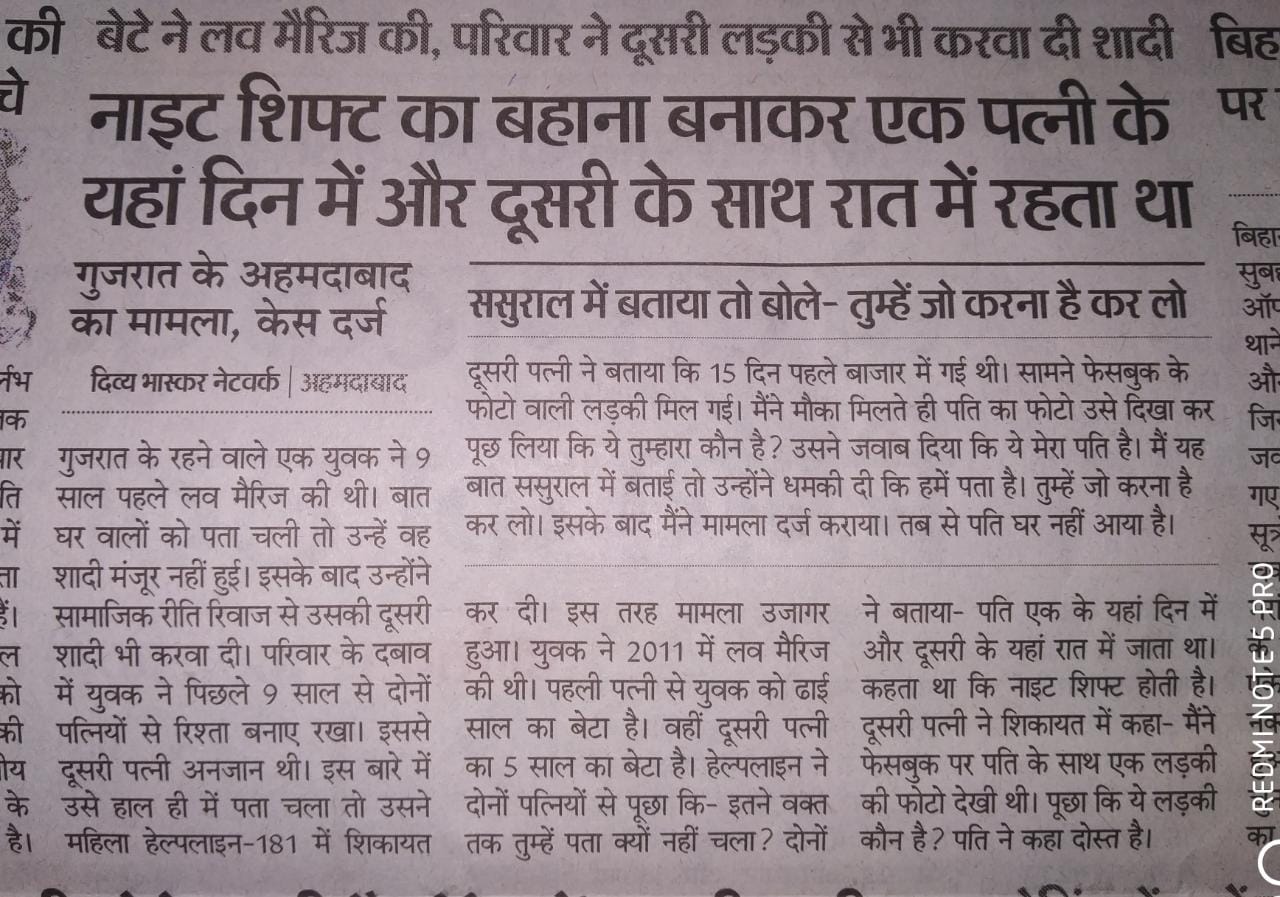 बेटे ने लव मैरिज की, परिवार ने दूसरी लड़की से भी करवा दी शादी
नाइट शिफ्ट का बहाना बनाकर एक पत्नी के
यहां दिन में और दूसरी के साथ रात में रहता था
गुजरात के अहमदाबाद
का मामला, केस दर्ज
दिव्य भास्कर नेटवर्क | अहमदाबाद
गुजरात के रहने वाले एक युवक ने 9
साल पहले लव मैरिज की थी। बात
घर वालों को पता चली तो उन्हें वह
शादी मंजूर नहीं हुई। इसके बाद उन्होंने
सामाजिक रीति रिवाज से उसकी दूसरी
शादी भी करवा दी। परिवार के दबाव
में युवक ने पिछले 9 साल से दोनों
पत्नियों से रिश्ता बनाए रखा। इससे
दूसरी पत्नी अनजान थी। इस बारे में
उसे हाल ही में पता चला तो उसने
महिला हेल्पलाइन-181 में शिकायत
ससुराल में बताया तो बोले- तुम्हें जो करना है कर लो
दूसरी पत्नी ने बताया कि 15 दिन पहले बाजार में गई थी। सामने फेसबुक के
फोटो वाली लड़की मिल गई। मैंने मौका मिलते ही पति का फोटो उसे दिखा कर
पूछ लिया कि ये तुम्हारा कौन है? उसने जवाब दिया कि ये मेरा पति है। मैं यह
बात ससुराल में बताई तो उन्होंने धमकी दी कि हमें पता है। तुम्हें जो करना है
कर लो। इसके बाद मैंने मामला दर्ज कराया। तब से पति घर नहीं आया है।
कर दी। इस तरह मामला उजागर
हुआ। युवक ने 2011 में लव मैरिज
की थी। पहली पत्नी से युवक को ढाई
साल का बेटा है। वहीं दूसरी पत्नी
का 5 साल का बेटा है। हेल्पलाइन ने
दोनों पत्नियों से पूछा कि- इतने वक्त
तक तुम्हें पता क्यों नहीं चला? दोनों
ने बताया- पति एक के यहां दिन में
और दूसरी के यहां रात में जाता था।
कहता था कि नाइट शिफ्ट होती है।
दूसरी पत्नी ने शिकायत में कहा- मैंने
फेसबुक पर पति के साथ एक लड़की
की फोटो देखी थी। पूछा कि ये लड़की
कौन है? पति ने कहा दोस्त है।
REDMI NOTE 5 PRO